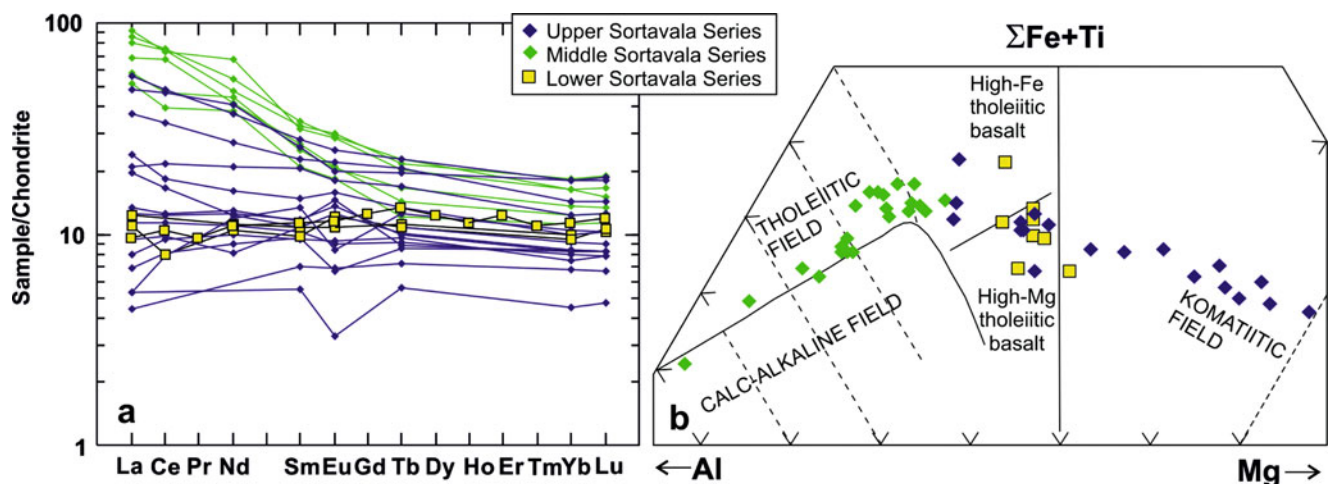 100
10
1
Sample/Chondrite
a
La Ce Pr Nd Sm Eu Gd Tb Dy Ho Er Tm Yb Lu
Upper Sortavala Series
Middle Sortavala Series
Lower Sortavala Series
ΣFe+Ti
High-Fe
tholeiitic
basalt
THOLEIITIC
FIELD
CALC-ALKALINE FIELD
High-Mg
tholeiitic
basalt
KOMATIITIC
FIELD
b
←Al
Mg→